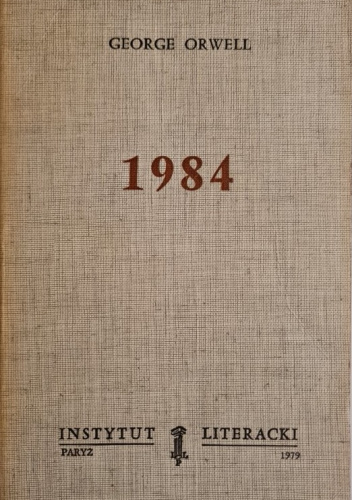 GEORGE ORWELL
1984
INSTYTUT LITERACKI
PARYŻ 1979